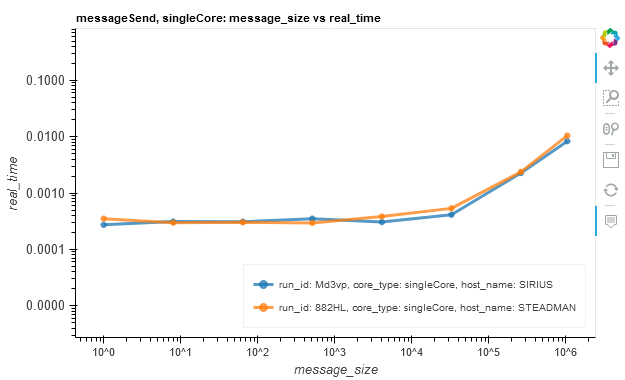 messageSend, singleCore: message_size vs real_time
0.1000
0.0100
0.0010
0.0001
0.0000
real_time
run_id: Md3vp, core_type: singleCore, host_name: SIRIUS
run_id: 882HL, core_type: singleCore, host_name: STEADMAN
10^0 10^1 10^2 10^3 10^4 10^5 10^6
message_size